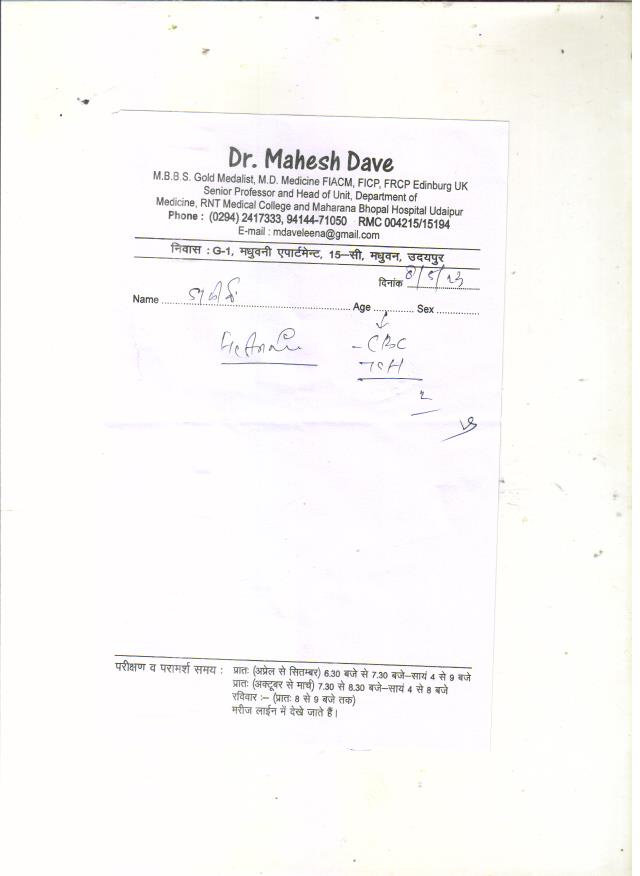 Dr. Mahesh Dave
M.B.B.S. Gold Medalist, M.D. Medicine FIACM, FICP, FRCP Edinburg UK
Senior Professor and Head of Unit, Department of
Medicine, RNT Medical College and Maharana Bhopal Hospital Udaipur
Phone : (0294) 2417333, 94144-71050 RMC 004215/15194
E-mail : mdaveleena@gmail.com
निवास : G-1, मधुवनी एपार्टमेन्ट, 15–सी, मधुवन, उदयपुर
दिनांक
Name ........ Age ........ Sex ........
- CBC
TSH
परीक्षण व परामर्श समय : प्रातः (अप्रेल से सितम्बर) 6.30 बजे से 7.30 बजे–सायं 4 से 9 बजे
प्रातः (अक्टूबर से मार्च) 7.30 से 8.30 बजे–सायं 4 से 8 बजे
रविवार :– (प्रातः 8 से 9 बजे तक)
मरीज लाईन में देखे जाते हैं।